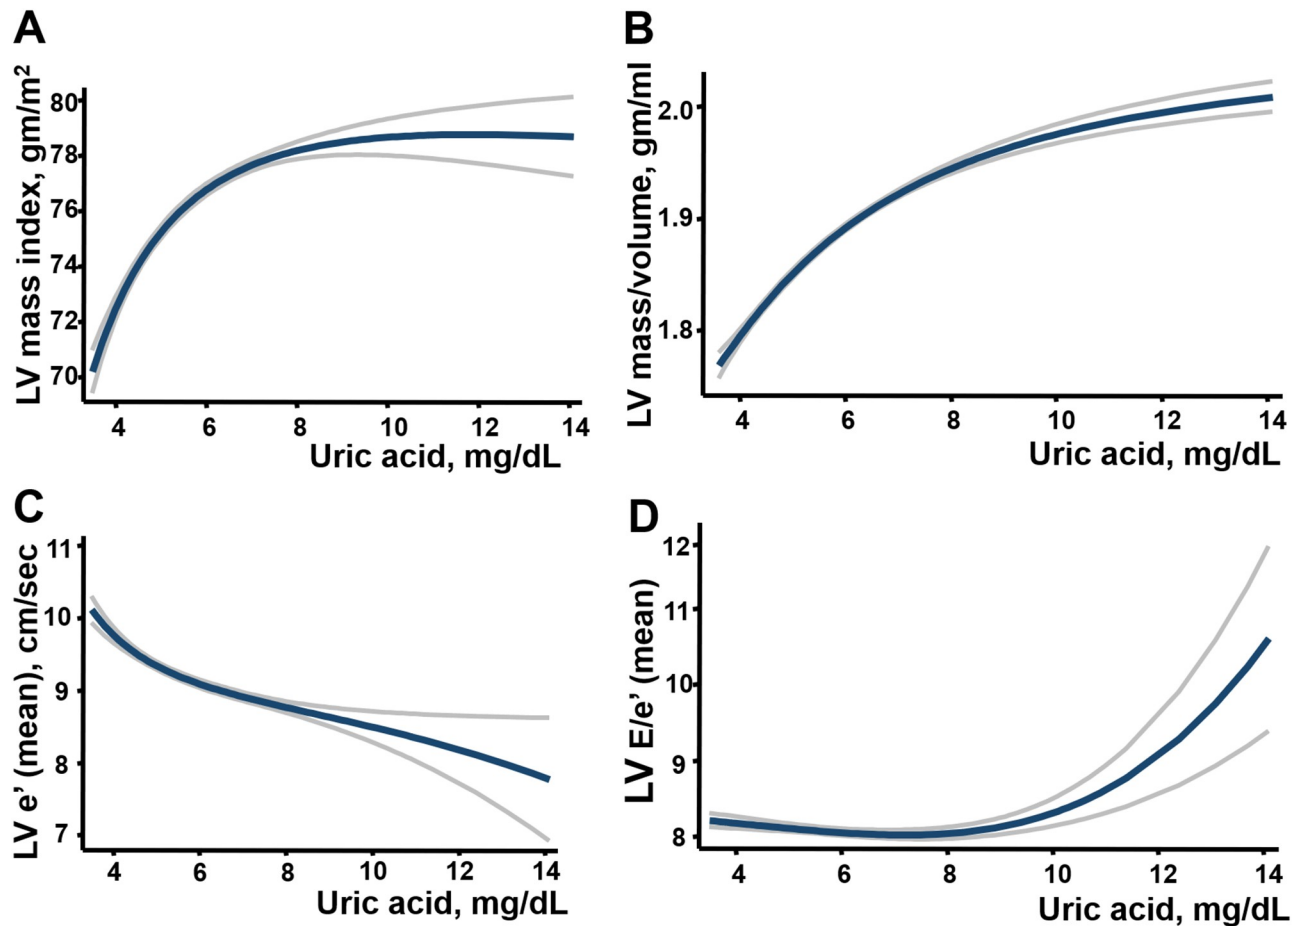 A
LV mass index, gm/m²
80
78
76
74
72
70
4 6 8 10 12 14
Uric acid, mg/dL
B
LV mass/volume, gm/ml
2.0
1.9
1.8
4 6 8 10 12 14
Uric acid, mg/dL
C
LV e’ (mean), cm/sec
11
10
9
8
7
4 6 8 10 12 14
Uric acid, mg/dL
D
LV E/e’ (mean)
12
11
10
9
8
4 6 8 10 12 14
Uric acid, mg/dL